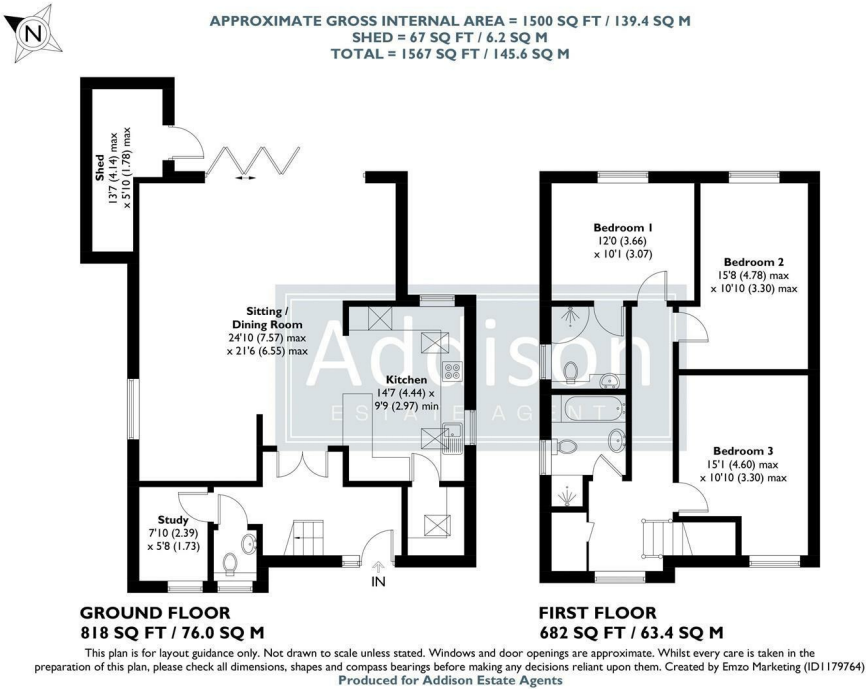 APPROXIMATE GROSS INTERNAL AREA = 1500 SQ FT / 139.4 SQ M
SHED = 67 SQ FT / 6.2 SQ M
TOTAL = 1567 SQ FT / 145.6 SQ M
N
Shed
13'7 (4.14) max
x 5'10 (1.78) max
Sitting /
Dining Room
24'10 (7.57) max
x 21'6 (6.55) max
Kitchen
14'7 (4.44) x
9'9 (2.97) min
Study
7'10 (2.39)
x 5'8 (1.73)
IN
Bedroom 1
12'0 (3.66)
x 10'1 (3.07)
Bedroom 2
15'8 (4.78) max
x 10'10 (3.30) max
Bedroom 3
15'1 (4.60) max
x 10'10 (3.30) max
Addison
ESTATE AGENTS
GROUND FLOOR
818 SQ FT / 76.0 SQ M
FIRST FLOOR
682 SQ FT / 63.4 SQ M
This plan is for layout guidance only. Not drawn to scale unless stated. Windows and door openings are approximate. Whilst every care is taken in the
preparation of this plan, please check all dimensions, shapes and compass bearings before making any decisions reliant upon them. Created by Emzo Marketing (ID1179764)
Produced for Addison Estate Agents